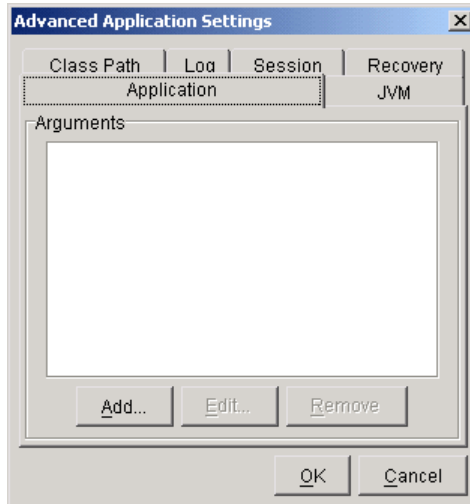 Advanced Application Settings
Class Path Log Session Recovery
Application JVM
Arguments
Add... Edit... Remove
OK Cancel